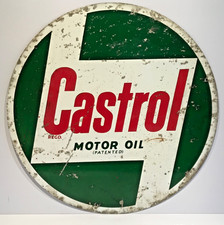 Castrol
REGD.
MOTOR OIL
(PATENTED)